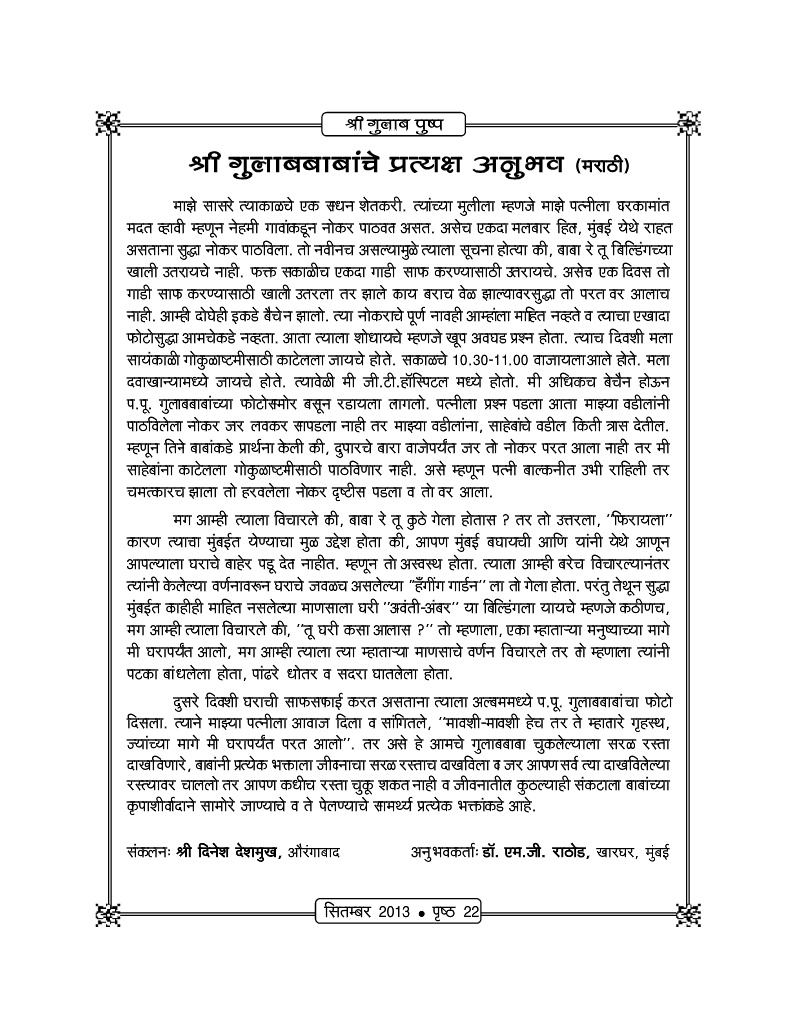 श्री गुलाब पुष्प
श्री गुलाबबाबांचे प्रत्यक्ष अनुभव (मराठी)
माझे सासरे त्याकाळचे एक सधन शेतकरी. त्यांच्या मुलीला म्हणजे माझे पत्नीला घरकामांत
मदत व्हावी म्हणून नेहमी गावांकडून नोकर पाठवत असत. असेच एकदा मलबार हिल, मुंबई येथे राहत
असताना सुद्धा नोकर पाठविला. तो नवीनच असल्यामुळे त्याला सूचना होत्या की, बाबा रे तू बिल्डिंगच्या
खाली उतरायचे नाही. फक्त सकाळीच एकदा गाडी साफ करण्यासाठी उतरायचे. असेच एक दिवस तो
गाडी साफ करण्यासाठी खाली उतरला तर झाले काय बराच वेळ झाल्यावरसुद्धा तो परत वर आलाच
नाही. आम्ही दोघेही इकडे बैचेन झालो. त्या नोकराचे पूर्ण नावही आम्हांला माहित नव्हते व त्याचा एखादा
फोटोसुद्धा आमचेकडे नव्हता. आता त्याला शोधायचे म्हणजे खूप अवघड प्रश्न होता. त्याच दिवशी मला
सायंकाळी गोकुळाष्टमीसाठी काटेलला जायचे होते. सकाळचे 10.30-11.00 वाजायला आले होते. मला
दवाखान्यामध्ये जायचे होते. त्यावेळी मी जी.टी.हॉस्पिटल मध्ये होतो. मी अधिकच बेचैन होऊन
प.पू. गुलाबबाबांच्या फोटोसमोर बसून रडायला लागलो. पत्नीला प्रश्न पडला आता माझ्या वडीलांनी
पाठविलेला नोकर जर लवकर सापडला नाही तर माझ्या वडीलांना, साहेबांचे वडील किती त्रास देतील.
म्हणून तिने बाबांकडे प्रार्थना केली की, दुपारचे बारा वाजेपर्यंत जर तो नोकर परत आला नाही तर मी
साहेबांना काटेलला गोकुळाष्टमीसाठी पाठविणार नाही. असे म्हणून पत्नी बाल्कनीत उभी राहिली तर
चमत्कारच झाला तो हरवलेला नोकर दृष्टीस पडला व तो वर आला.
मग आम्ही त्याला विचारले की, बाबा रे तू कुठे गेला होतास ? तर तो उत्तरला, ‘‘फिरायला’’
कारण त्याचा मुंबईत येण्याचा मुळ उद्देश होता की, आपण मुंबई बघायची आणि यांनी येथे आणून
आपल्याला घराचे बाहेर पडू देत नाहीत. म्हणून तो अस्वस्थ होता. त्याला आम्ही बरेच विचारल्यानंतर
त्यांनी केलेल्या वर्णनावरून घराचे जवळच असलेल्या ‘‘हँगींग गार्डन’’ ला तो गेला होता. परंतु तेथून सुद्धा
मुंबईत काहीही माहित नसलेल्या माणसाला घरी ‘‘अवंती-अंबर’’ या बिल्डिंगला यायचे म्हणजे कठीणच,
मग आम्ही त्याला विचारले की, ‘‘तू घरी कसा आलास ?’’ तो म्हणाला, एका म्हाताऱ्या मनुष्याच्या मागे
मी घरापर्यंत आलो, मग आम्ही त्याला त्या म्हाताऱ्या माणसाचे वर्णन विचारले तर तो म्हणाला त्यांनी
पटका बांधलेला होता, पांढरे धोतर व सदरा घातलेला होता.
दुसरे दिवशी घराची साफसफाई करत असताना त्याला अल्बममध्ये प.पू. गुलाबबाबांचा फोटो
दिसला. त्याने माझ्या पत्नीला आवाज दिला व सांगितले, ‘‘मावशी-मावशी हेच तर ते म्हातारे गृहस्थ,
ज्यांच्या मागे मी घरापर्यंत परत आलो’’. तर असे हे आमचे गुलाबबाबा चुकलेल्याला सरळ रस्ता
दाखविणारे, बाबांनी प्रत्येक भक्ताला जीवनाचा सरळ रस्ताच दाखविला व जर आपण सर्व त्या दाखविलेल्या
रस्त्यावर चाललो तर आपण कधीच रस्ता चुकू शकत नाही व जीवनातील कुठल्याही संकटाला बाबांच्या
कृपाशीर्वादाने सामोरे जाण्याचे व ते पेलण्याचे सामर्थ्य प्रत्येक भक्तांकडे आहे.
संकलनः श्री दिनेश देशमुख, औरंगाबाद अनुभवकर्ताः डॉ. एम.जी. राठोड, खारघर, मुंबई
सितम्बर 2013 ● पृष्ठ 22